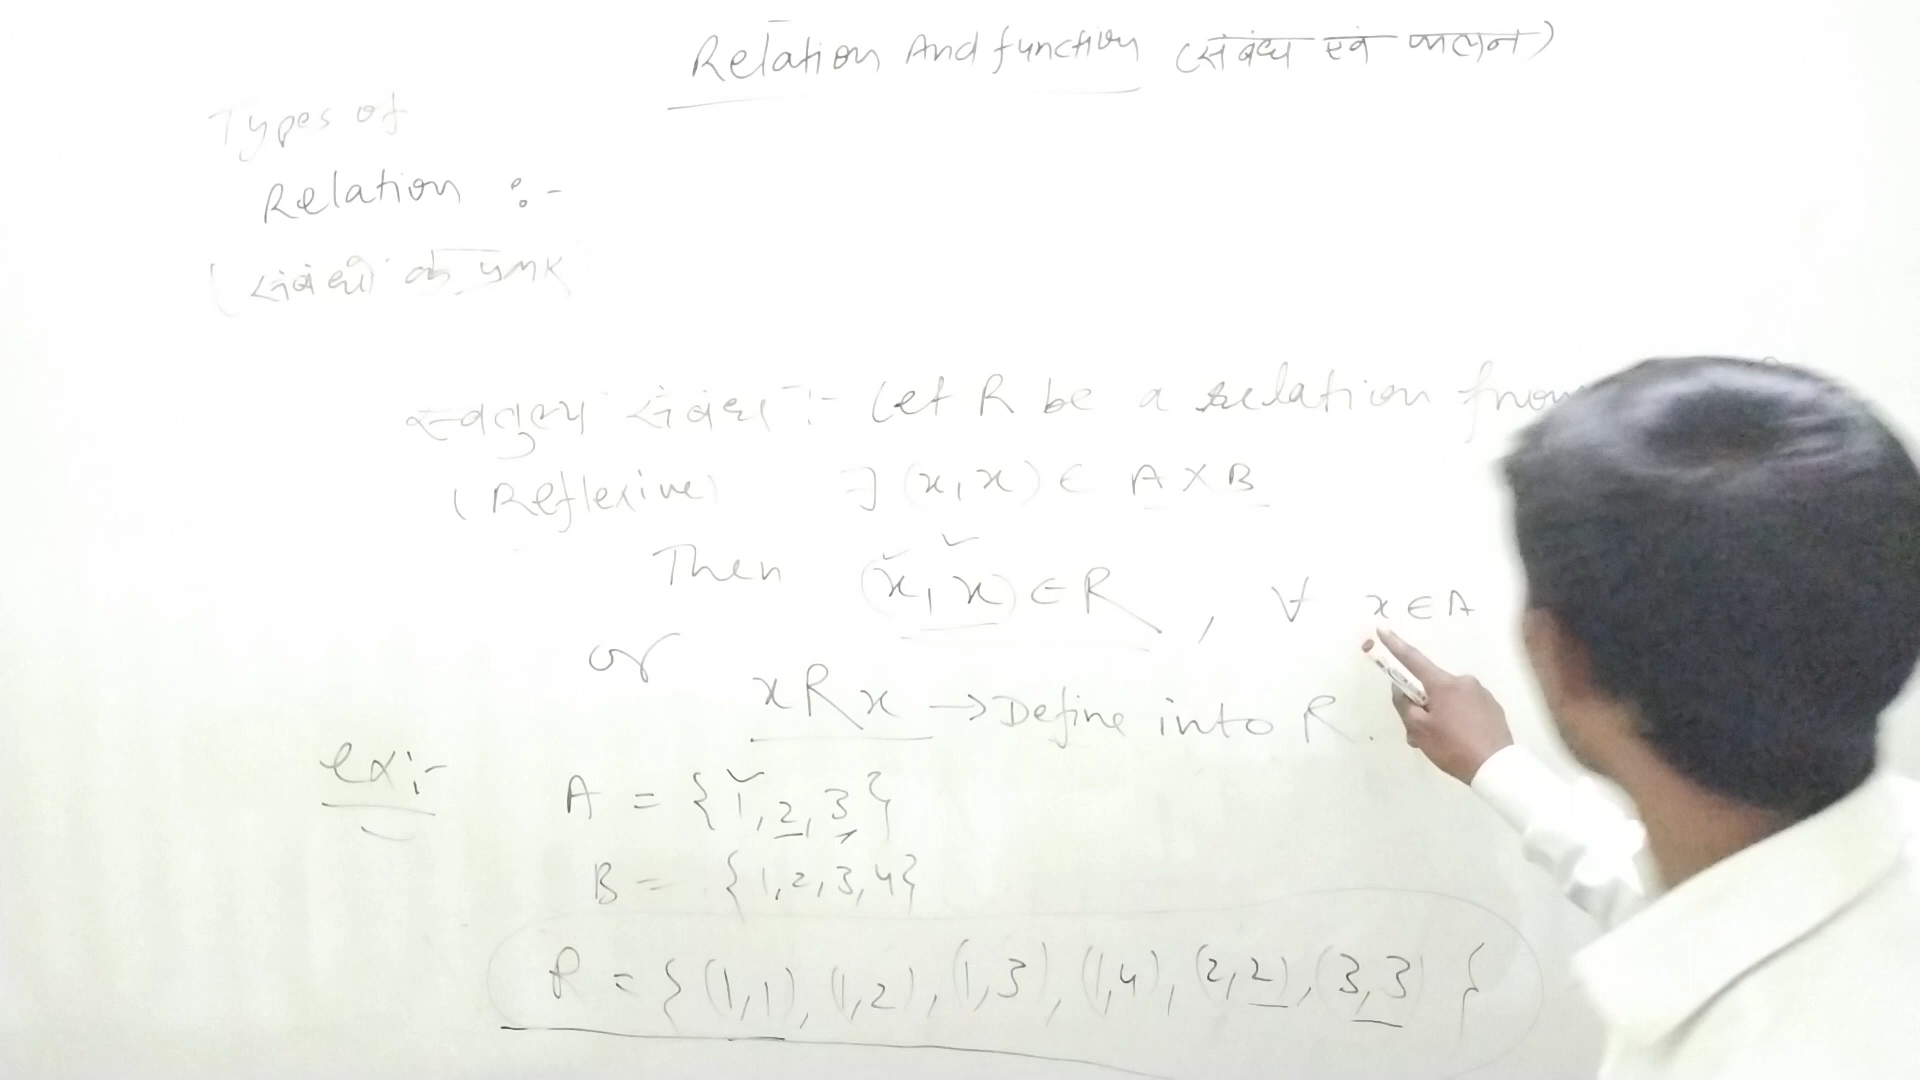 Relation And function (संबंध एवं फलन)
Types of
Relation :-
(संबंधो के
स्वतुल्य संबंध :- Let R be a relation from
(Reflexive) ∃ (x,x) ∈ A×B
Then (x,x) ∈ R , ∀ x ∈ A
or
xRx → Define into R.
ex:-
A = {1,2,3}
B = {1,2,3,4}
R = {(1,1), (1,2), (1,3), (1,4), (2,2), (3,3) }